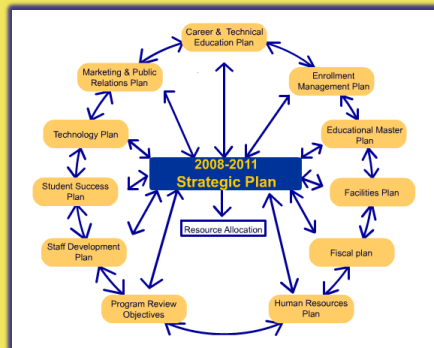 Career & Technical
Education Plan
Marketing & Public
Relations Plan
Enrollment
Management Plan
Technology Plan
Educational Master
Plan
2008-2011
Strategic Plan
Student Success
Plan
Facilities Plan
Resource Allocation
Staff Development
Plan
Fiscal plan
Program Review
Objectives
Human Resources
Plan